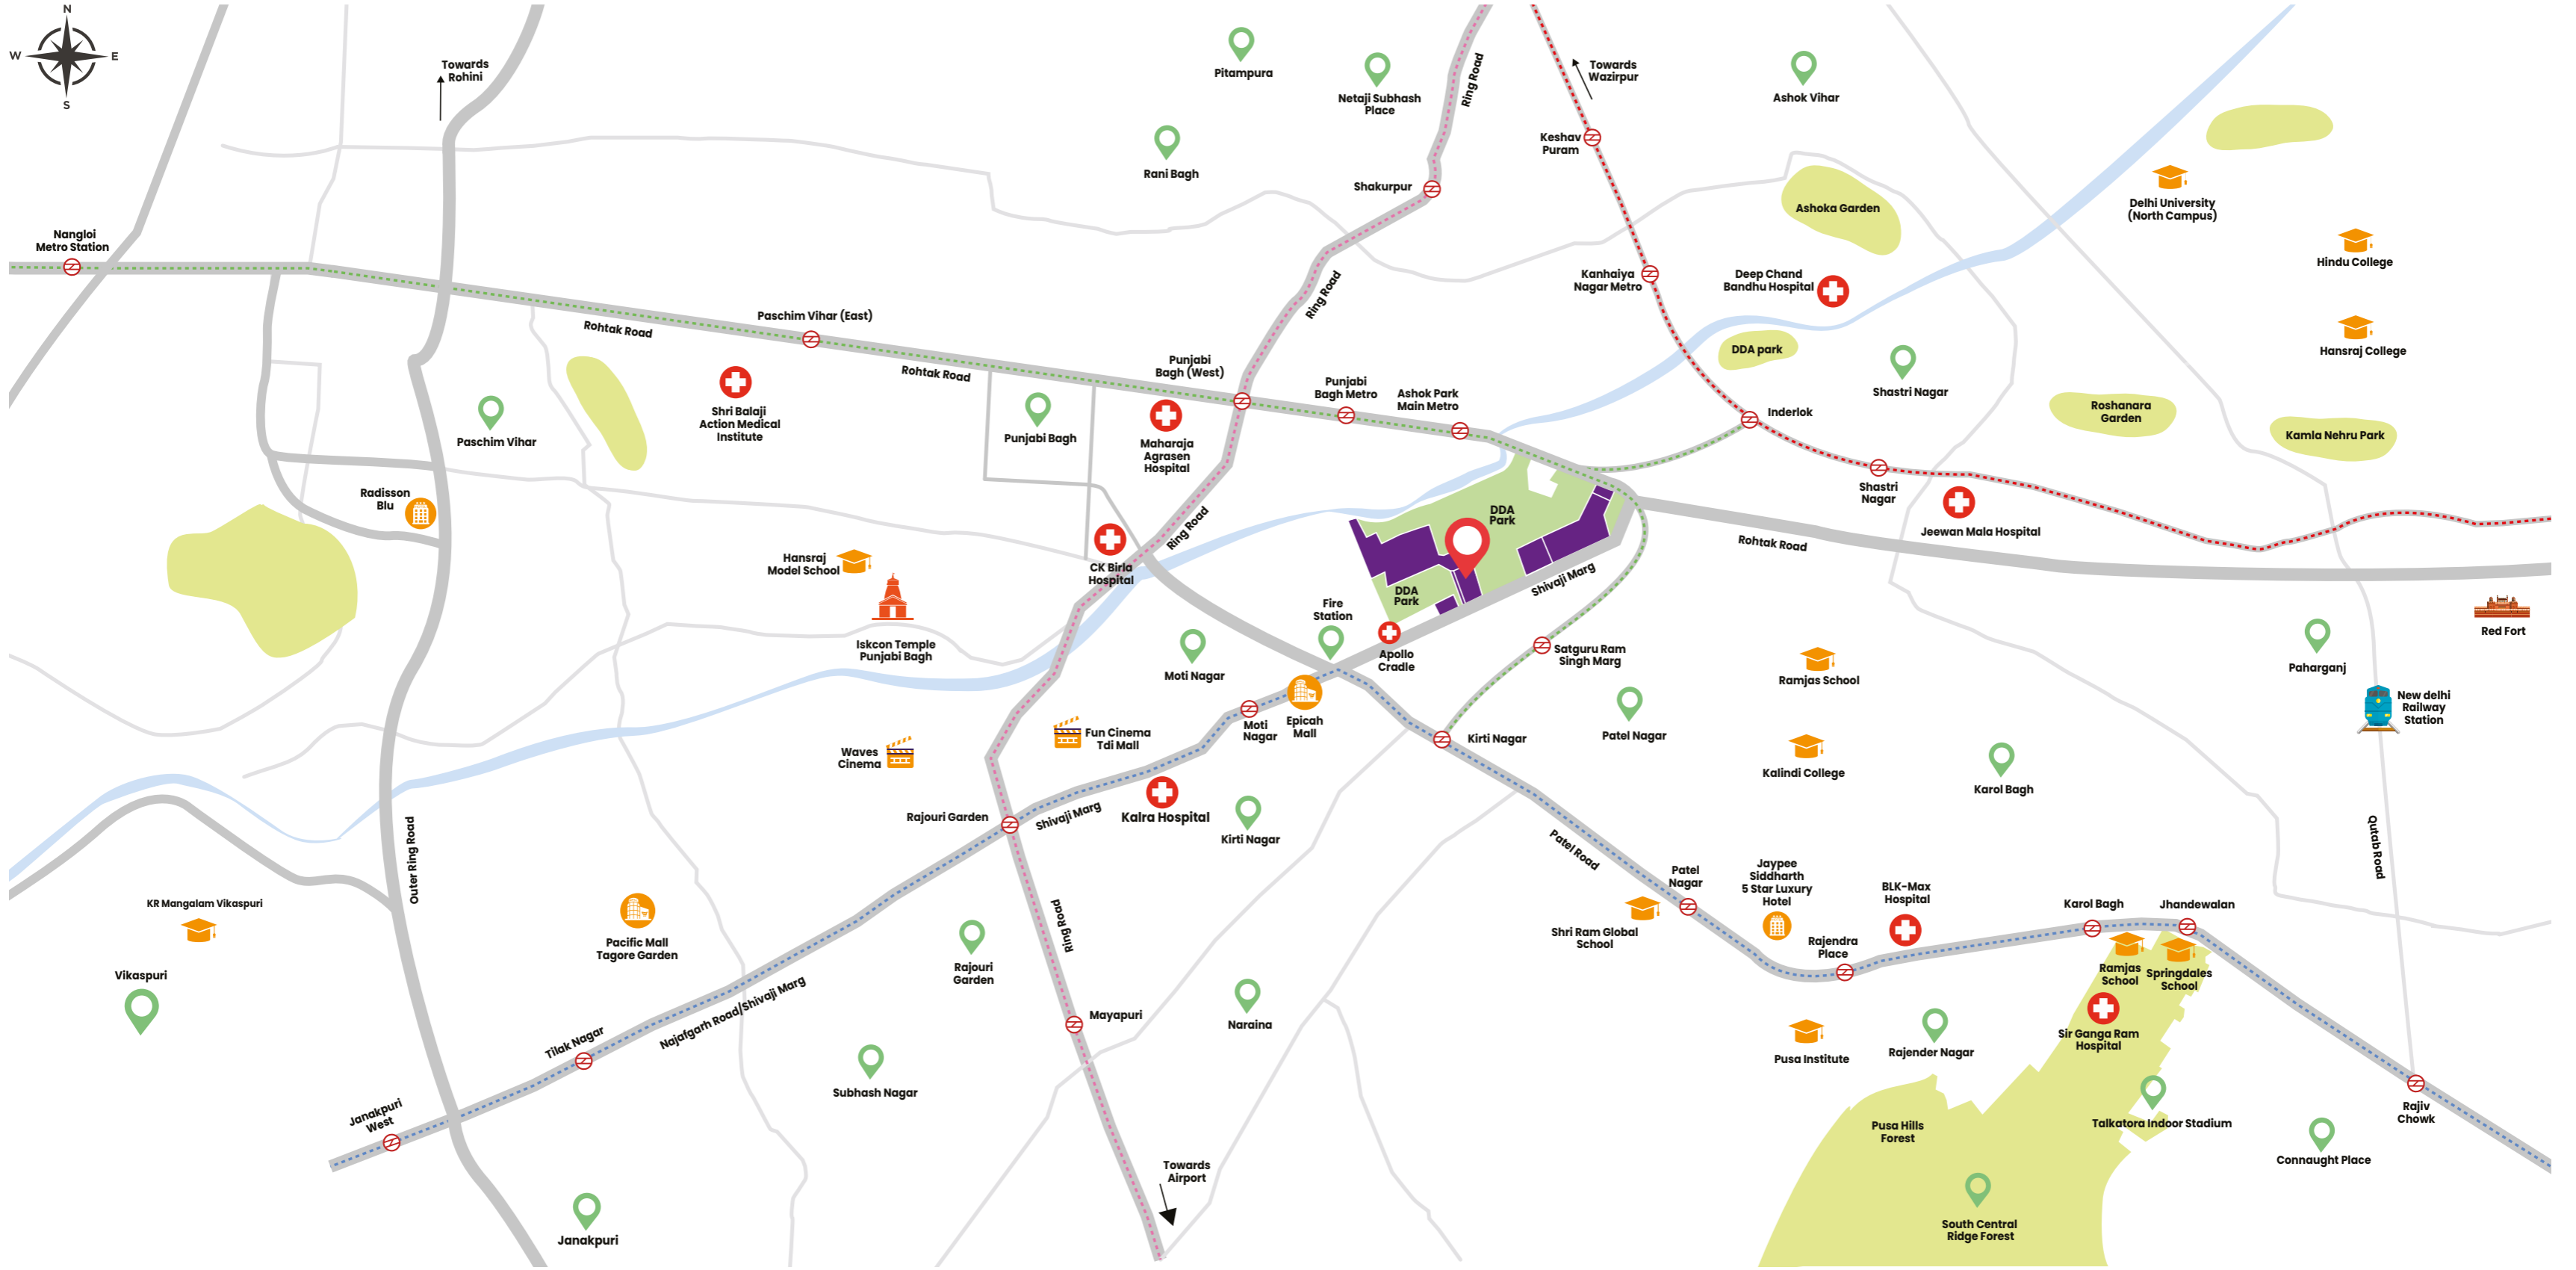 N
W
E
S
Towards
Rohini
Pitampura
Netaji Subhash
Place
Ring Road
Towards
Wazirpur
Ashok Vihar
Rani Bagh
Shakurpur
Keshav
Puram
Ashoka Garden
Delhi University
(North Campus)
Hindu College
Nangloi
Metro Station
Kanhaiya
Nagar Metro
Deep Chand
Bandhu Hospital
Ring Road
Rohtak Road
Paschim Vihar (East)
Rohtak Road
Punjabi
Bagh (West)
Punjabi
Bagh Metro
Ashok Park
Main Metro
DDA park
Shastri Nagar
Hansraj College
Inderlok
Roshanara
Garden
Kamla Nehru Park
Paschim Vihar
Shri Balaji
Action Medical
Institute
Punjabi Bagh
Maharaja
Agrasen
Hospital
Radisson
Blu
Shastri
Nagar
Jeewan Mala Hospital
Ring Road
DDA
Park
Rohtak Road
Hansraj
Model School
CK Birla
Hospital
Shivaji Marg
DDA
Park
Fire
Station
Iskcon Temple
Punjabi Bagh
Moti Nagar
Apollo
Cradle
Satguru Ram
Singh Marg
Ramjas School
Red Fort
Paharganj
New delhi
Railway
Station
Waves
Cinema
Fun Cinema
Tdi Mall
Moti
Nagar
Epicah
Mall
Kirti Nagar
Patel Nagar
Kalindi College
Karol Bagh
Rajouri Garden
Shivaji Marg
Kalra Hospital
Kirti Nagar
Patel Road
Qutab Road
Outer Ring Road
KR Mangalam Vikaspuri
Pacific Mall
Tagore Garden
Ring Road
Rajouri
Garden
Patel
Nagar
Shri Ram Global
School
Jaypee
Siddharth
5 Star Luxury
Hotel
BLK-Max
Hospital
Rajendra
Place
Karol Bagh
Jhandewalan
Ramjas
School
Springdales
School
Vikaspuri
Najafgarh Road/Shivaji Marg
Tilak Nagar
Mayapuri
Naraina
Pusa Institute
Rajender Nagar
Sir Ganga Ram
Hospital
Subhash Nagar
Janakpuri
West
Pusa Hills
Forest
Talkatora Indoor Stadium
Rajiv
Chowk
Connaught Place
Towards
Airport
Janakpuri
South Central
Ridge Forest